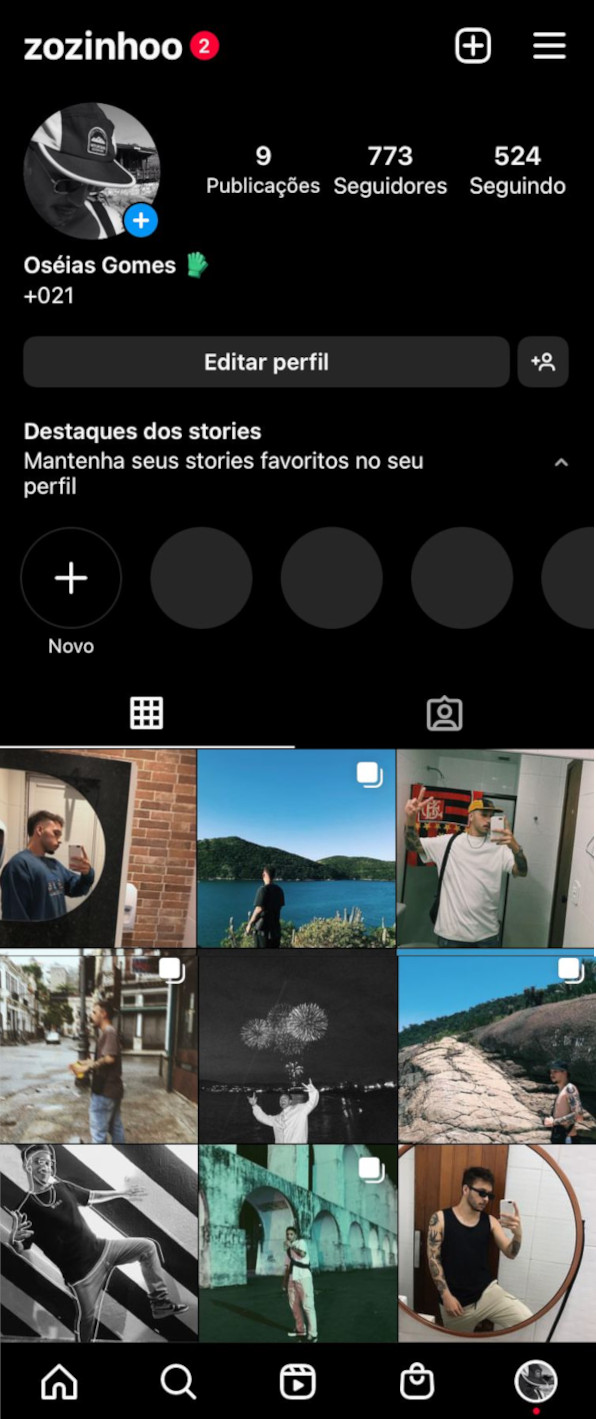 zozinhoo 2
9 773 524
Publicações Seguidores Seguindo
Oséias Gomes
+021
Editar perfil
Destaques dos stories
Mantenha seus stories favoritos no seu
perfil
Novo